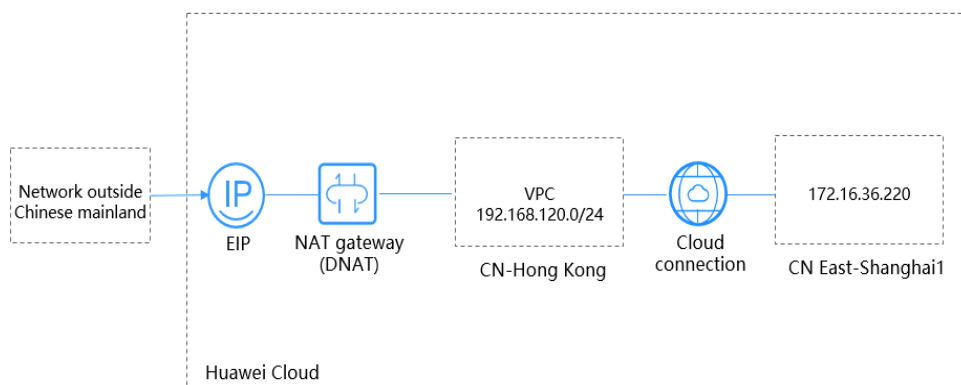 Network outside
Chinese mainland
IP
EIP
NAT gateway
(DNAT)
VPC
192.168.120.0/24
CN-Hong Kong
Cloud
connection
172.16.36.220
CN East-Shanghai1
Huawei Cloud